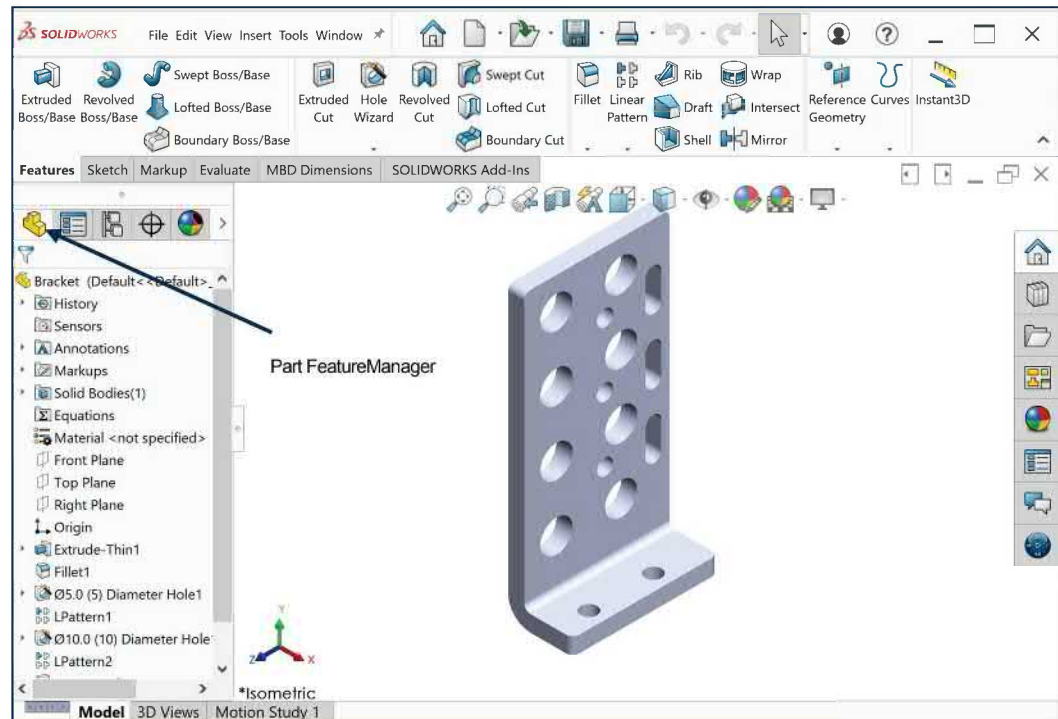 SOLIDWORKS File Edit View Insert Tools Window
Extruded Boss/Base
Revolved Boss/Base
Swept Boss/Base
Lofted Boss/Base
Boundary Boss/Base
Extruded Cut
Hole Wizard
Revolved Cut
Swept Cut
Lofted Cut
Boundary Cut
Fillet
Linear Pattern
Rib
Draft
Shell
Wrap
Intersect
Mirror
Reference Geometry
Curves
Instant3D
Features Sketch Markup Evaluate MBD Dimensions SOLIDWORKS Add-Ins
Bracket (Default<<Default>_
History
Sensors
Annotations
Markups
Solid Bodies(1)
Equations
Material <not specified>
Front Plane
Top Plane
Right Plane
Origin
Extrude-Thin1
Fillet1
Ø5.0 (5) Diameter Hole1
LPattern1
Ø10.0 (10) Diameter Hole
LPattern2
Part FeatureManager
Y
Z X
*Isometric
Model 3D Views Motion Study 1